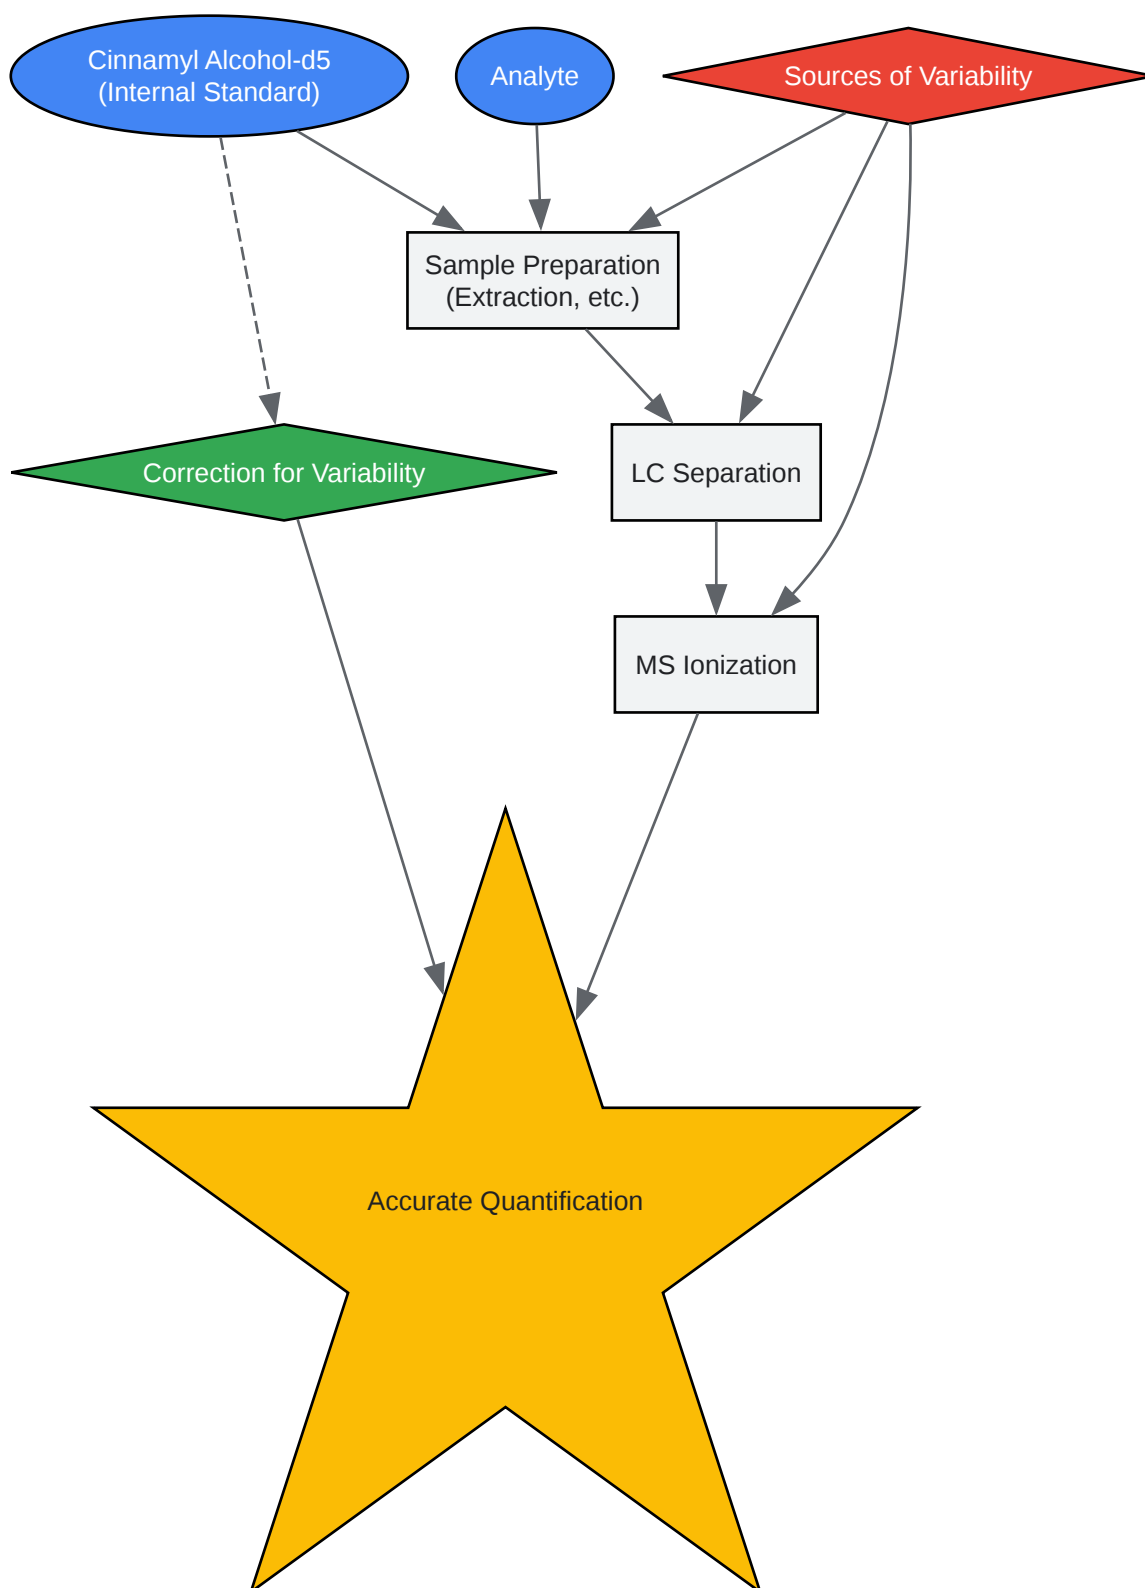 Cinnamyl Alcohol-d5
(Internal Standard)
Analyte
Sources of Variability
Sample Preparation
(Extraction, etc.)
Correction for Variability
LC Separation
MS Ionization
Accurate Quantification